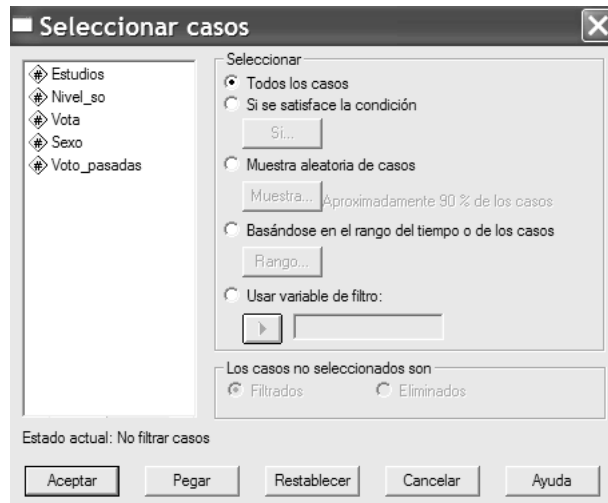 Seleccionar casos
Estudios
Nivel_so
Vota
Sexo
Voto_pasadas
Seleccionar
Todos los casos
Si se satisface la condición
Si...
Muestra aleatoria de casos
Muestra... Aproximadamente 90 % de los casos
Basándose en el rango del tiempo o de los casos
Rango...
Usar variable de filtro:
Los casos no seleccionados son
Filtrados Eliminados
Estado actual: No filtrar casos
Aceptar Pegar Restablecer Cancelar Ayuda